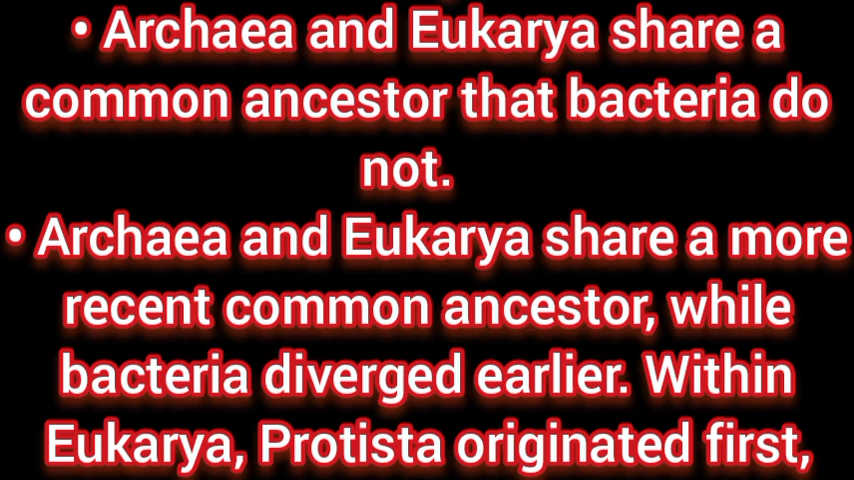 • Archaea and Eukarya share a
common ancestor that bacteria do
not.
• Archaea and Eukarya share a more
recent common ancestor, while
bacteria diverged earlier. Within
Eukarya, Protista originated first,